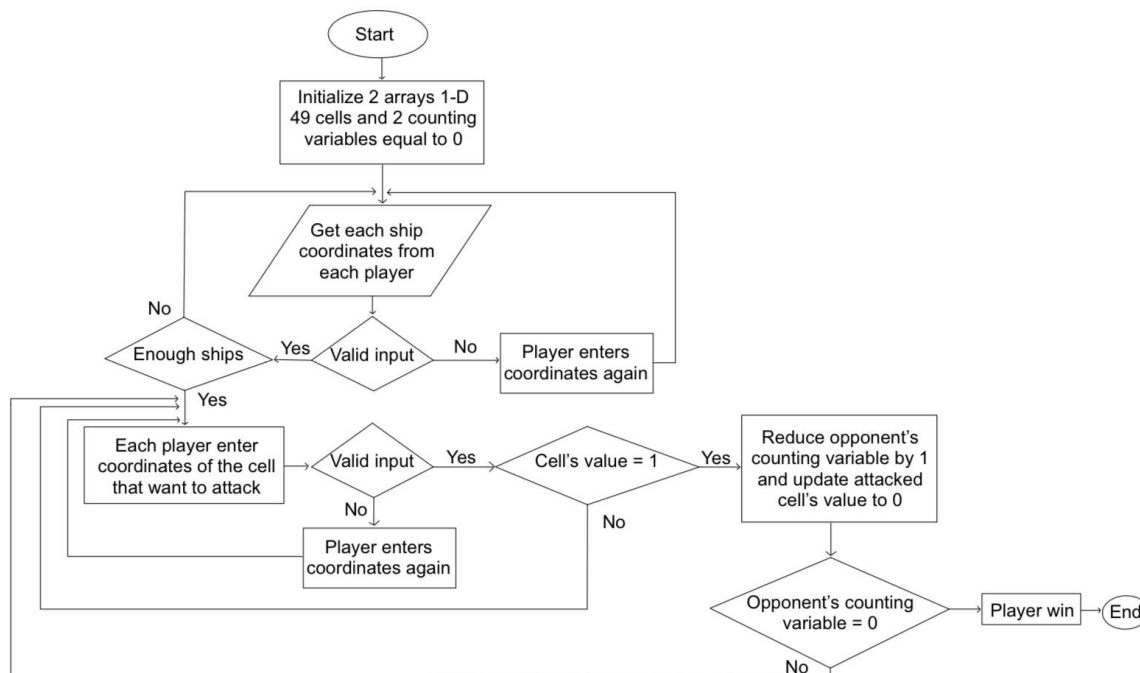 Start
Initialize 2 arrays 1-D
49 cells and 2 counting
variables equal to 0
Get each ship
coordinates from
each player
No
Enough ships
Yes
Valid input
No
Player enters
coordinates again
Yes
Each player enter
coordinates of the cell
that want to attack
Valid input
Yes
Cell's value = 1
Yes
Reduce opponent's
counting variable by 1
and update attacked
cell's value to 0
No
No
Player enters
coordinates again
Opponent's counting
variable = 0
Player win
End
No